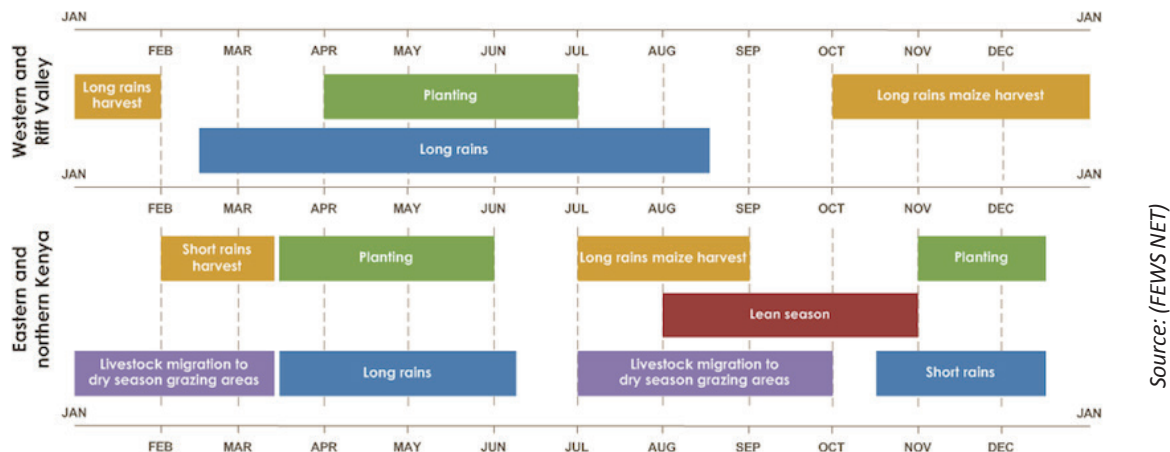 JAN JAN
FEB MAR APR MAY JUN JUL AUG SEP OCT NOV DEC
Western and
Rift Valley
Long rains
harvest
Planting
Long rains maize harvest
Long rains
JAN JAN
FEB MAR APR MAY JUN JUL AUG SEP OCT NOV DEC
Eastern and
northern Kenya
Short rains
harvest
Planting
Long rains maize harvest
Planting
Lean season
Livestock migration to
dry season grazing areas
Long rains
Livestock migration to
dry season grazing areas
Short rains
JAN JAN
FEB MAR APR MAY JUN JUL AUG SEP OCT NOV DEC
Source: (FEWS NET)